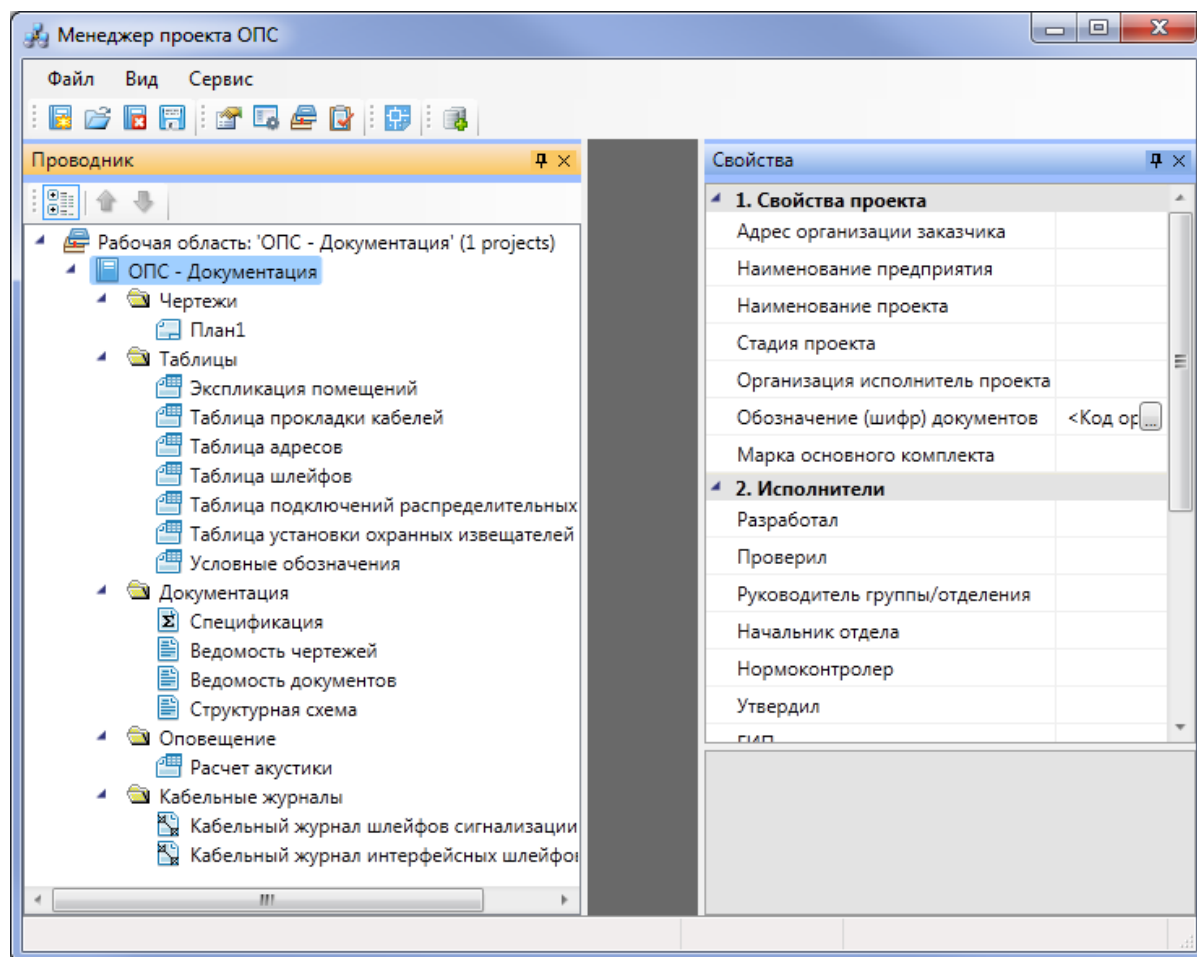 Менеджер проекта ОПС
Файл Вид Сервис
Проводник
Рабочая область: 'ОПС - Документация' (1 projects)
ОПС - Документация
Чертежи
План1
Таблицы
Экспликация помещений
Таблица прокладки кабелей
Таблица адресов
Таблица шлейфов
Таблица подключений распределительных
Таблица установки охранных извещателей
Условные обозначения
Документация
Спецификация
Ведомость чертежей
Ведомость документов
Структурная схема
Оповещение
Расчет акустики
Кабельные журналы
Кабельный журнал шлейфов сигнализации
Кабельный журнал интерфейсных шлейфов
Свойства
1. Свойства проекта
Адрес организации заказчика
Наименование предприятия
Наименование проекта
Стадия проекта
Организация исполнитель проекта
Обозначение (шифр) документов <Код ор ...
Марка основного комплекта
2. Исполнители
Разработал
Проверил
Руководитель группы/отделения
Начальник отдела
Нормоконтролер
Утвердил
ГИП